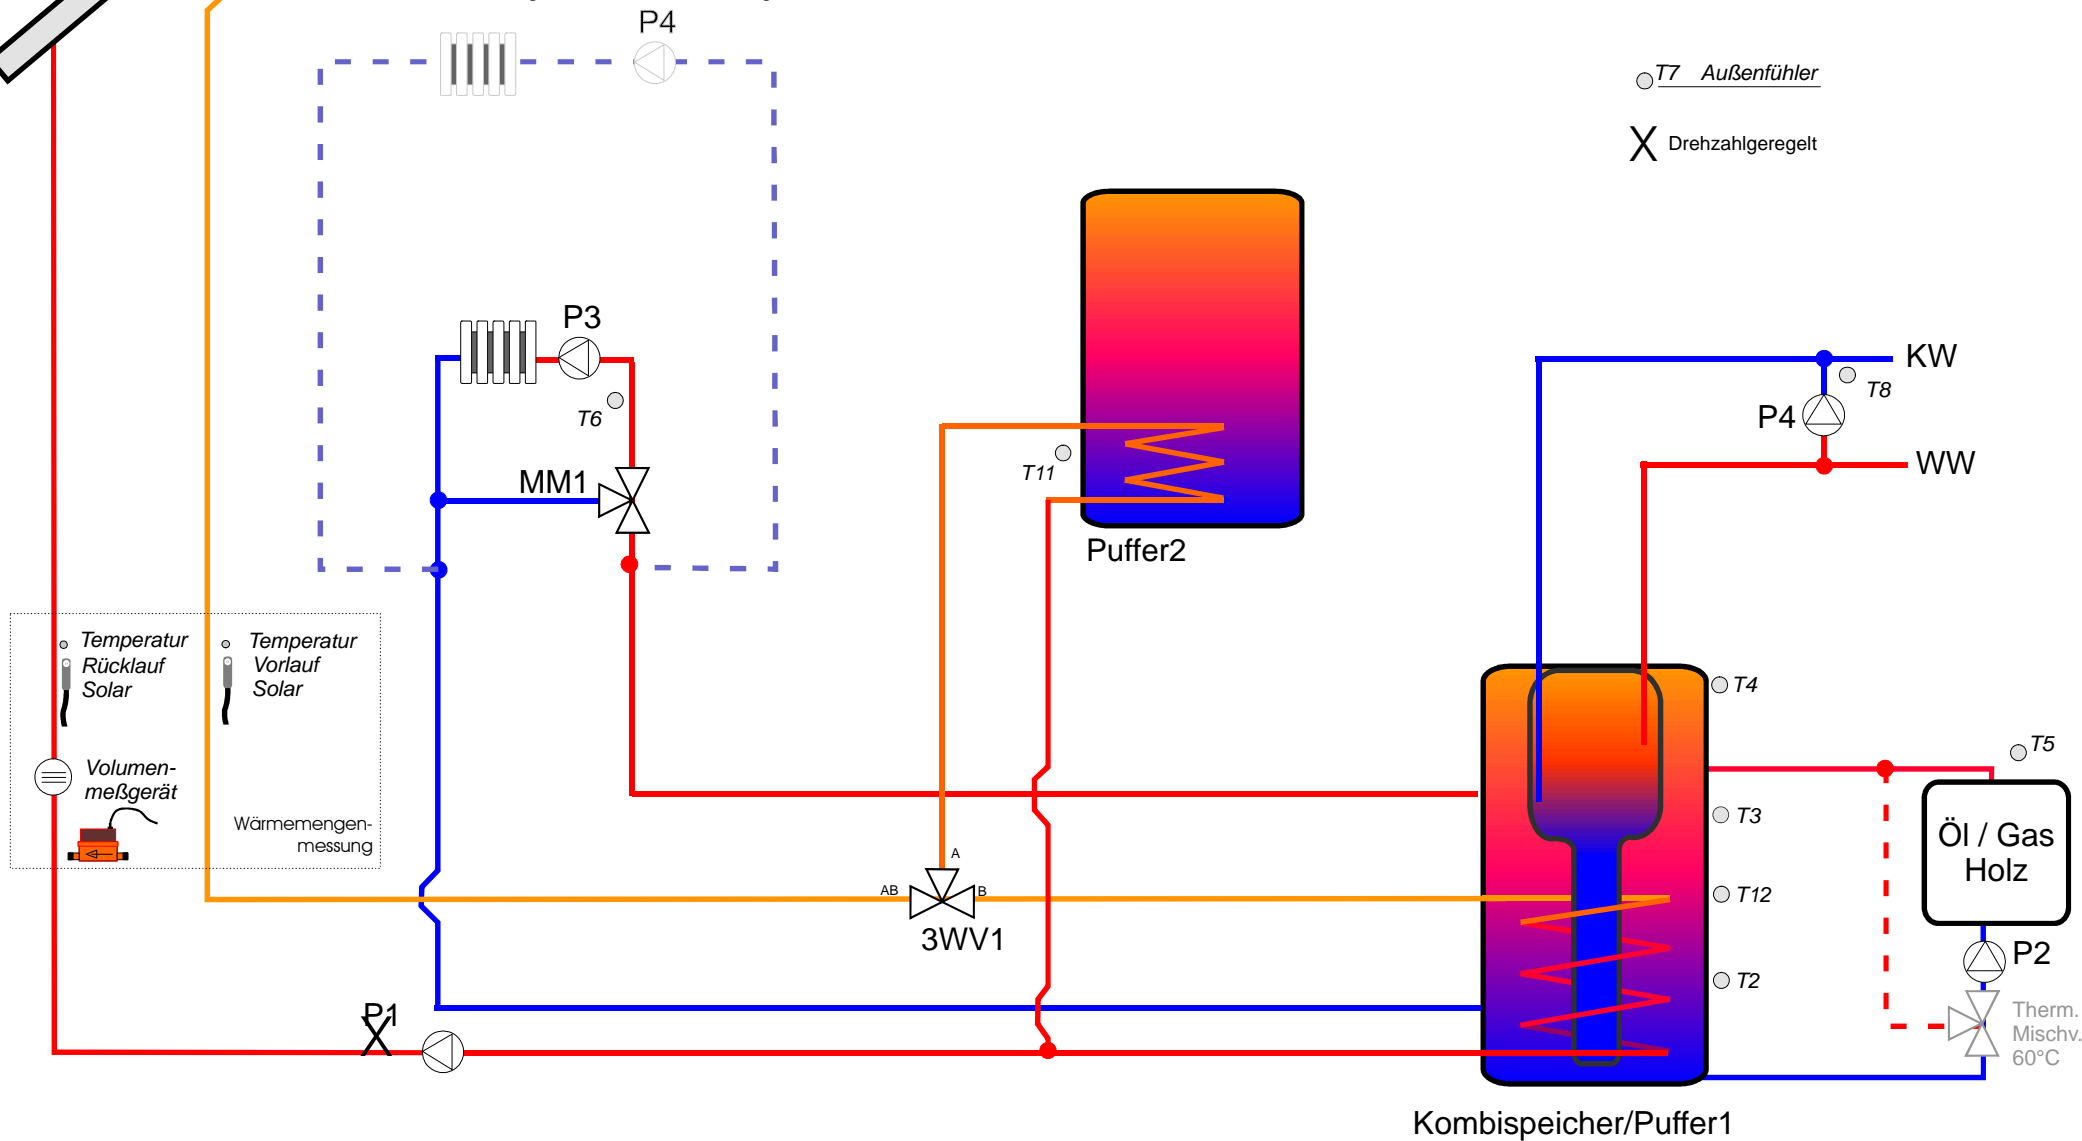 P4
T7 Außenfühler
X Drehzahlgeregelt
P3
T6
MM1
T11
Puffer2
KW
T8
P4
WW
Temperatur
Rücklauf
Solar
Temperatur
Vorlauf
Solar
Volumen-
meßgerät
Wärmemengen-
messung
T4
T5
T3
Öl / Gas
Holz
A
AB
B
T12
3WV1
P2
T2
P1
X
Therm.
Mischv.
60°C
Kombispeicher/Puffer1